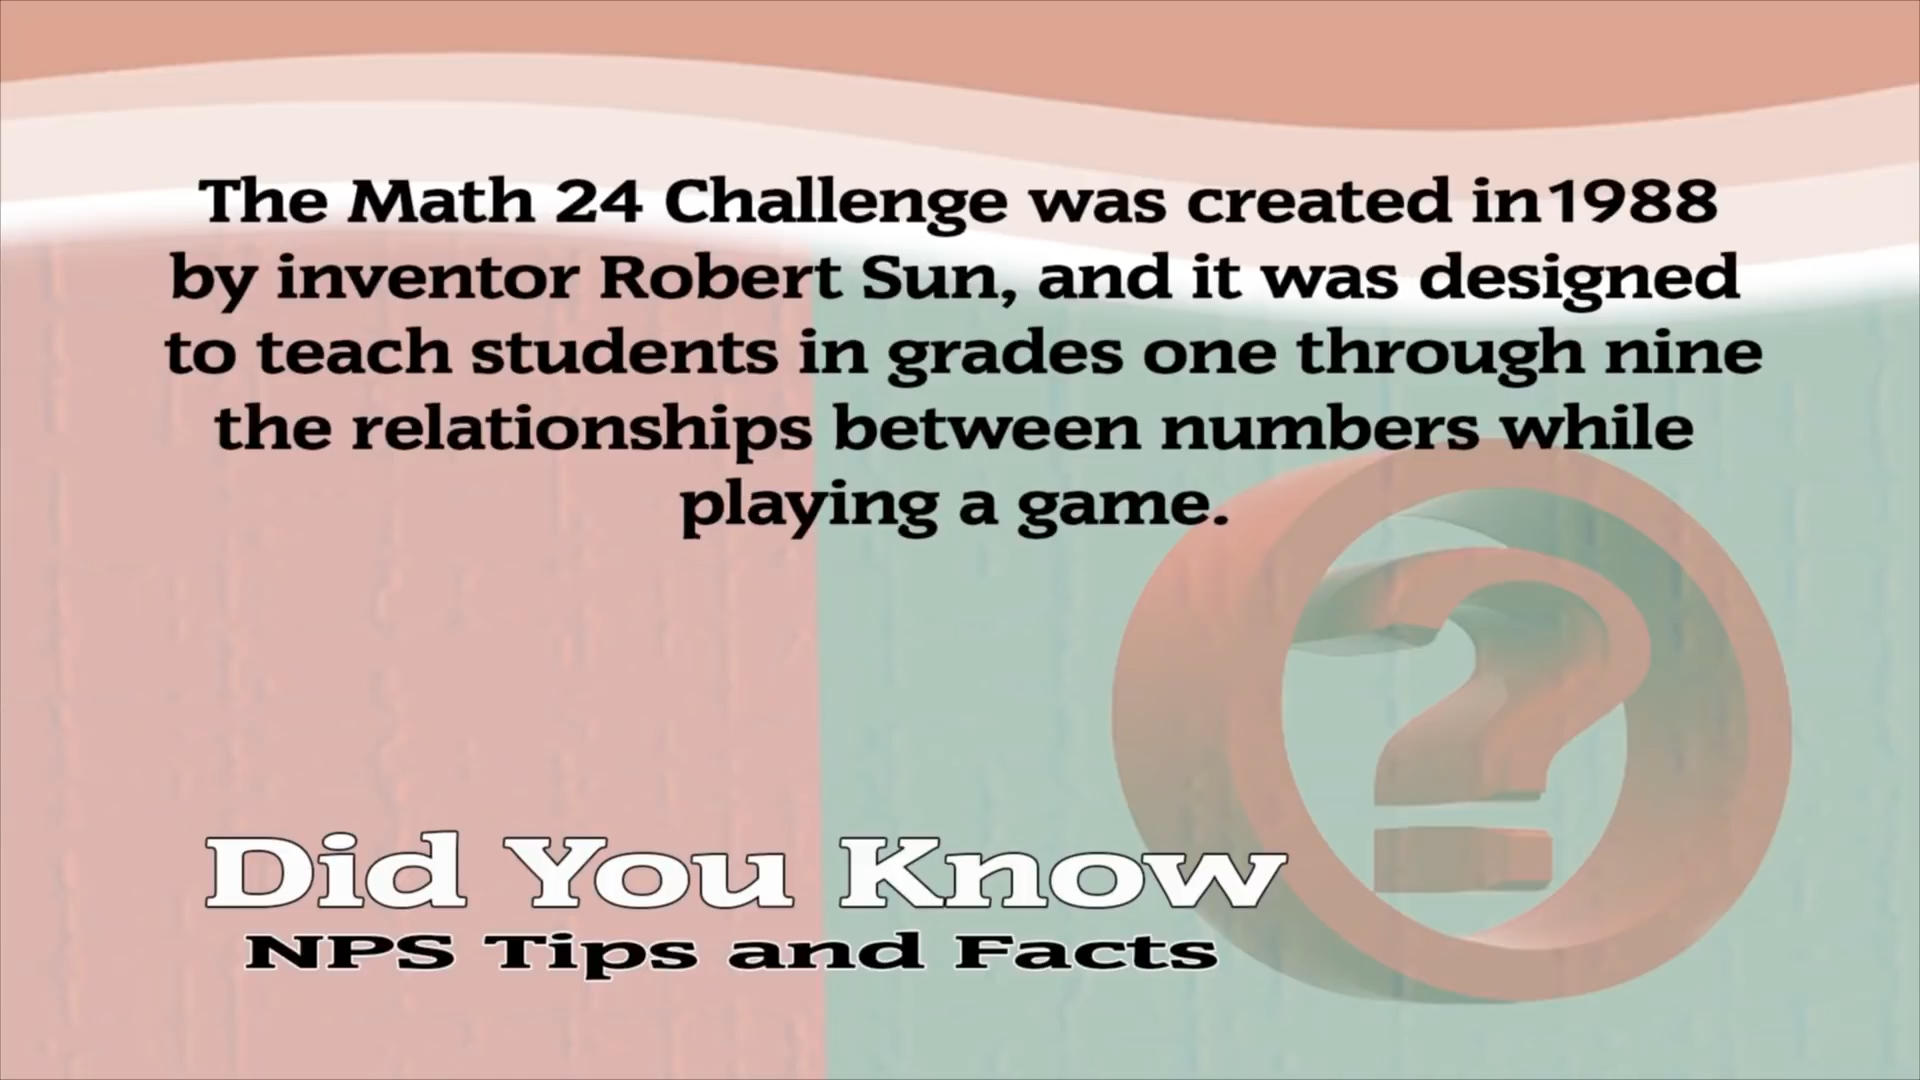 The Math 24 Challenge was created in1988
by inventor Robert Sun, and it was designed
to teach students in grades one through nine
the relationships between numbers while
playing a game.
Did You Know
NPS Tips and Facts